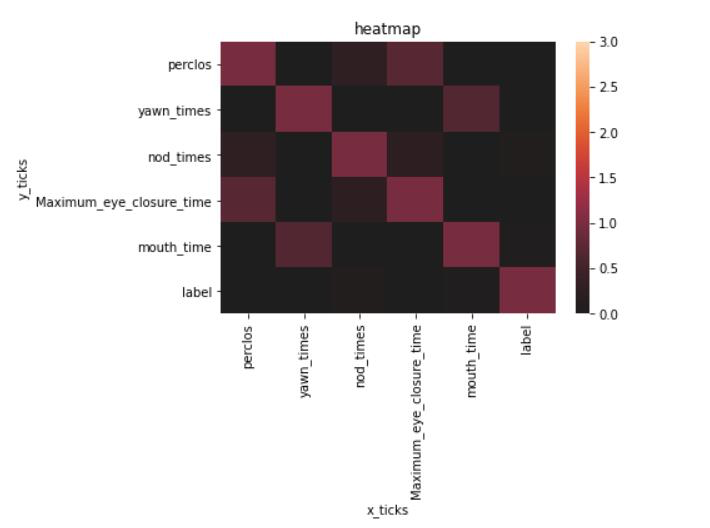 heatmap
perclos
yawn_times
nod_times
Maximum_eye_closure_time
mouth_time
label
y_ticks
3.0
2.5
2.0
1.5
1.0
0.5
0.0
perclos
yawn_times
nod_times
Maximum_eye_closure_time
mouth_time
label
x_ticks